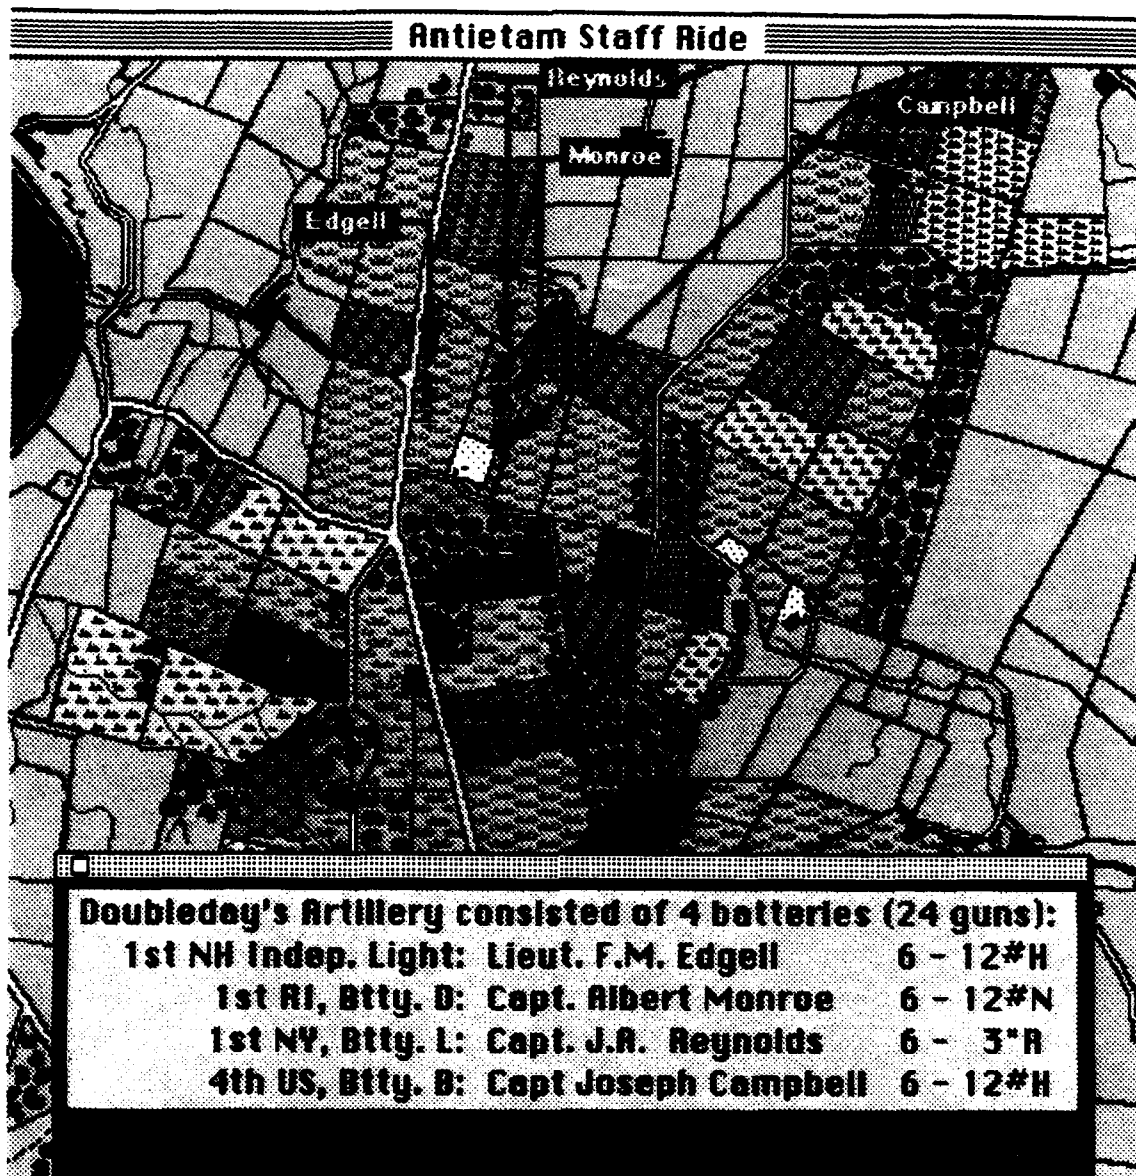 Antietam Staff Ride
Reynolds
Campbell
Monroe
Edgell
Doubleday's Artillery consisted of 4 batteries (24 guns):
1st NH Indep. Light: Lieut. F.M. Edgell 6 - 12#H
1st RI, Btty. D: Capt. Albert Monroe 6 - 12#N
1st NY, Btty. L: Capt. J.A. Reynolds 6 - 3"R
4th US, Btty. B: Capt Joseph Campbell 6 - 12#H